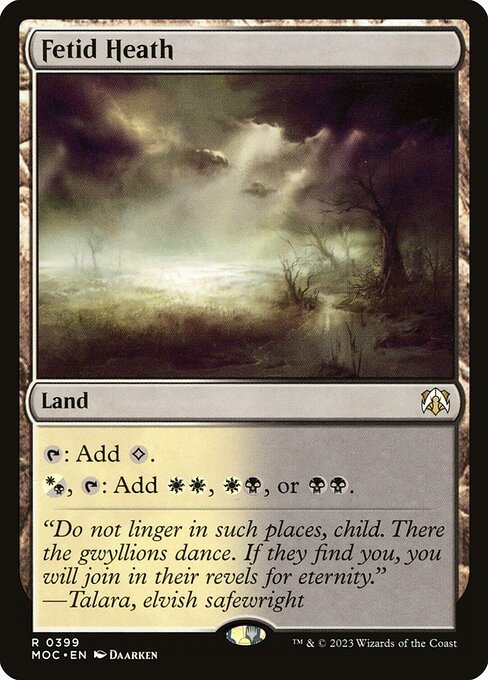 Fetid Heath
Land
: Add .
, : Add , , or .
“Do not linger in such places, child. There
the gwyllions dance. If they find you, you
will join in their revels for eternity.”
—Talara, elvish safewright
R 0399
MOC • EN Daarken
™ & © 2023 Wizards of the Coast